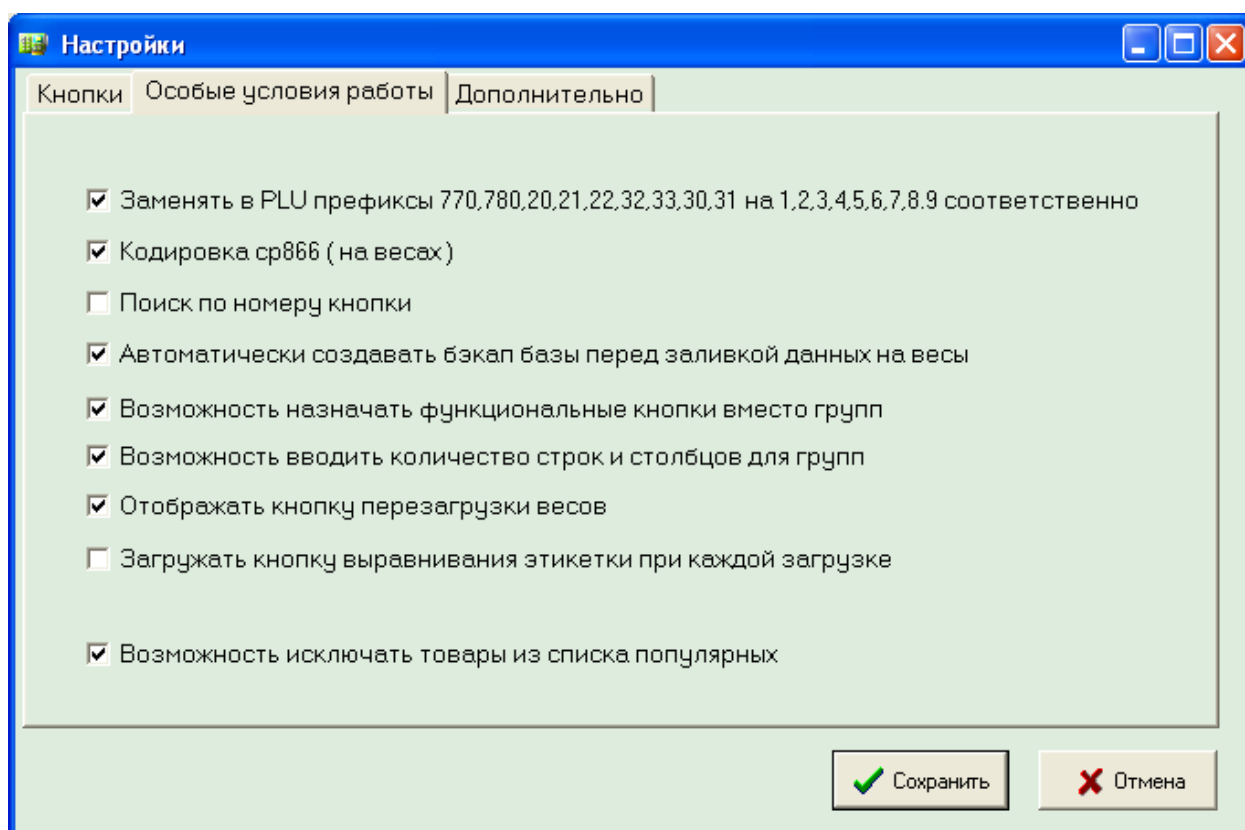 Настройки
Кнопки Особые условия работы Дополнительно
Заменять в PLU префиксы 770,780,20,21,22,32,33,30,31 на 1,2,3,4,5,6,7,8.9 соответственно
Кодировка cp866 ( на весах )
Поиск по номеру кнопки
Автоматически создавать бэкап базы перед заливкой данных на весы
Возможность назначать функциональные кнопки вместо групп
Возможность вводить количество строк и столбцов для групп
Отображать кнопку перезагрузки весов
Загружать кнопку выравнивания этикетки при каждой загрузке
Возможность исключать товары из списка популярных
Сохранить Отмена